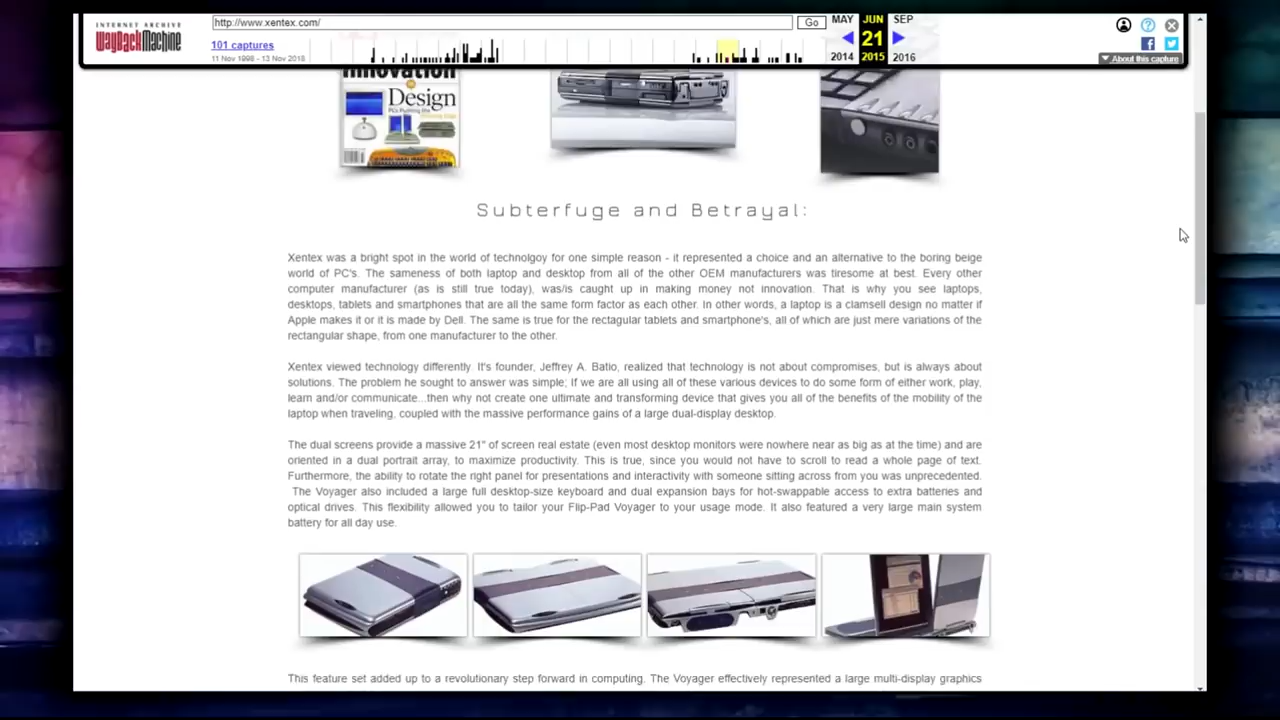 INTERNET ARCHIVE
WayBackMachine
http://www.xentex.com/
Go
MAY
JUN
SEP
101 captures
21
11 Nov 1998 - 13 Nov 2018
2014
2015
2016
About this capture
Innovation
Design
Subterfuge and Betrayal:
Xentex was a bright spot in the world of technolgoy for one simple reason - it represented a choice and an alternative to the boring beige
world of PC's. The sameness of both laptop and desktop from all of the other OEM manufacturers was tiresome at best. Every other
computer manufacturer (as is still true today), was/is caught up in making money not innovation. That is why you see laptops,
desktops, tablets and smartphones that are all the same form factor as each other. In other words, a laptop is a clamsell design no matter if
Apple makes it or it is made by Dell. The same is true for the rectagular tablets and smartphone's, all of which are just mere variations of the
rectangular shape, from one manufacturer to the other.
Xentex viewed technology differently. It's founder, Jeffrey A. Batio, realized that technology is not about compromises, but is always about
solutions. The problem he sought to answer was simple; If we are all using all of these various devices to do some form of either work, play,
learn and/or communicate...then why not create one ultimate and transforming device that gives you all of the benefits of the mobility of the
laptop when traveling, coupled with the massive performance gains of a large dual-display desktop.
The dual screens provide a massive 21" of screen real estate (even most desktop monitors were nowhere near as big as at the time) and are
oriented in a dual portrait array, to maximize productivity. This is true, since you would not have to scroll to read a whole page of text.
Furthermore, the ability to rotate the right panel for presentations and interactivity with someone sitting across from you was unprecedented.
The Voyager also included a large full desktop-size keyboard and dual expansion bays for hot-swappable access to extra batteries and
optical drives. This flexibility allowed you to tailor your Flip-Pad Voyager to your usage mode. It also featured a very large main system
battery for all day use.
This feature set added up to a revolutionary step forward in computing. The Voyager effectively represented a large multi-display graphics